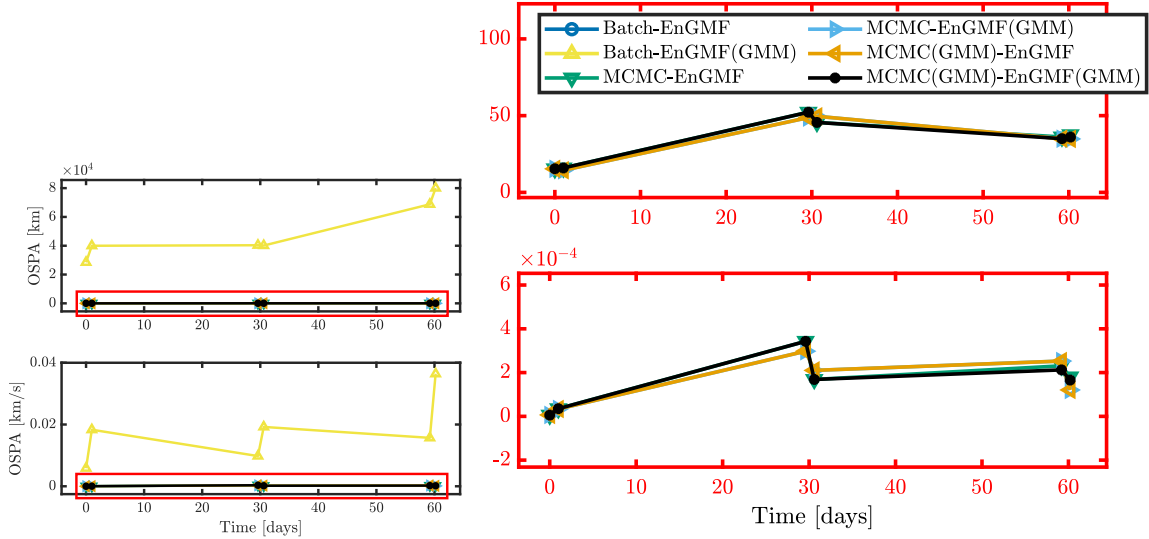 ×10⁴
8
6
4
2
0
OSPA [km]
0 10 20 30 40 50 60
0.04
0.02
0
OSPA [km/s]
0 10 20 30 40 50 60
Time [days]
Batch-EnGMF
Batch-EnGMF(GMM)
MCMC-EnGMF
MCMC-EnGMF(GMM)
MCMC(GMM)-EnGMF
MCMC(GMM)-EnGMF(GMM)
100
50
0
0 10 20 30 40 50 60
×10⁻⁴
6
4
2
0
-2
0 10 20 30 40 50 60
Time [days]